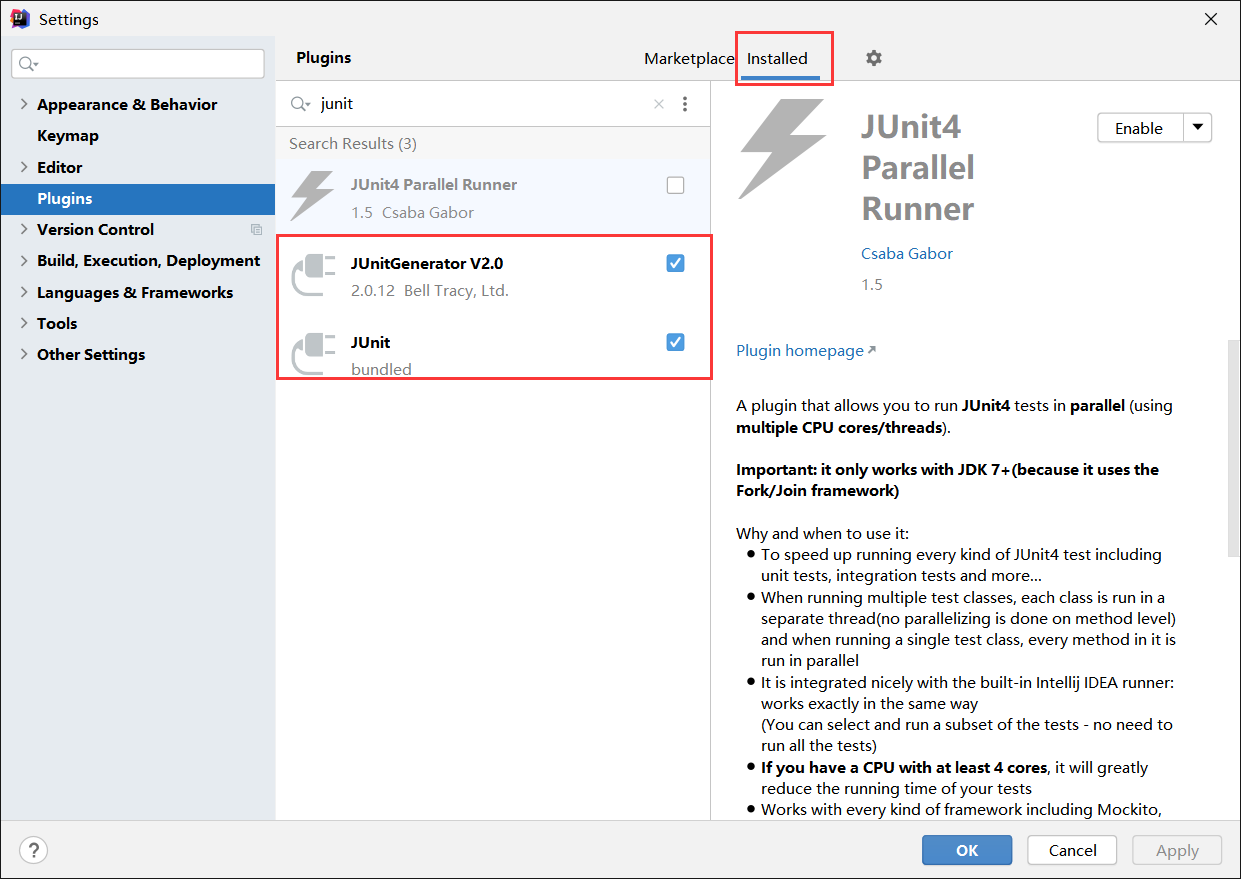 Settings
Plugins
Marketplace
Installed
Appearance & Behavior
Keymap
Editor
Plugins
Version Control
Build, Execution, Deployment
Languages & Frameworks
Tools
Other Settings
junit
Search Results (3)
JUnit4 Parallel Runner
1.5 Csaba Gabor
JUnitGenerator V2.0
2.0.12 Bell Tracy, Ltd.
JUnit
bundled
JUnit4
Parallel
Runner
Enable
Csaba Gabor
1.5
Plugin homepage
A plugin that allows you to run JUnit4 tests in parallel (using
multiple CPU cores/threads).
Important: it only works with JDK 7+(because it uses the
Fork/Join framework)
Why and when to use it:
To speed up running every kind of JUnit4 test including
unit tests, integration tests and more...
When running multiple test classes, each class is run in a
separate thread(no parallelizing is done on method level)
and when running a single test class, every method in it is
run in parallel
It is integrated nicely with the built-in Intellij IDEA runner:
works exactly in the same way
(You can select and run a subset of the tests - no need to
run all the tests)
If you have a CPU with at least 4 cores, it will greatly
reduce the running time of your tests
Works with every kind of framework including Mockito,
?
OK
Cancel
Apply